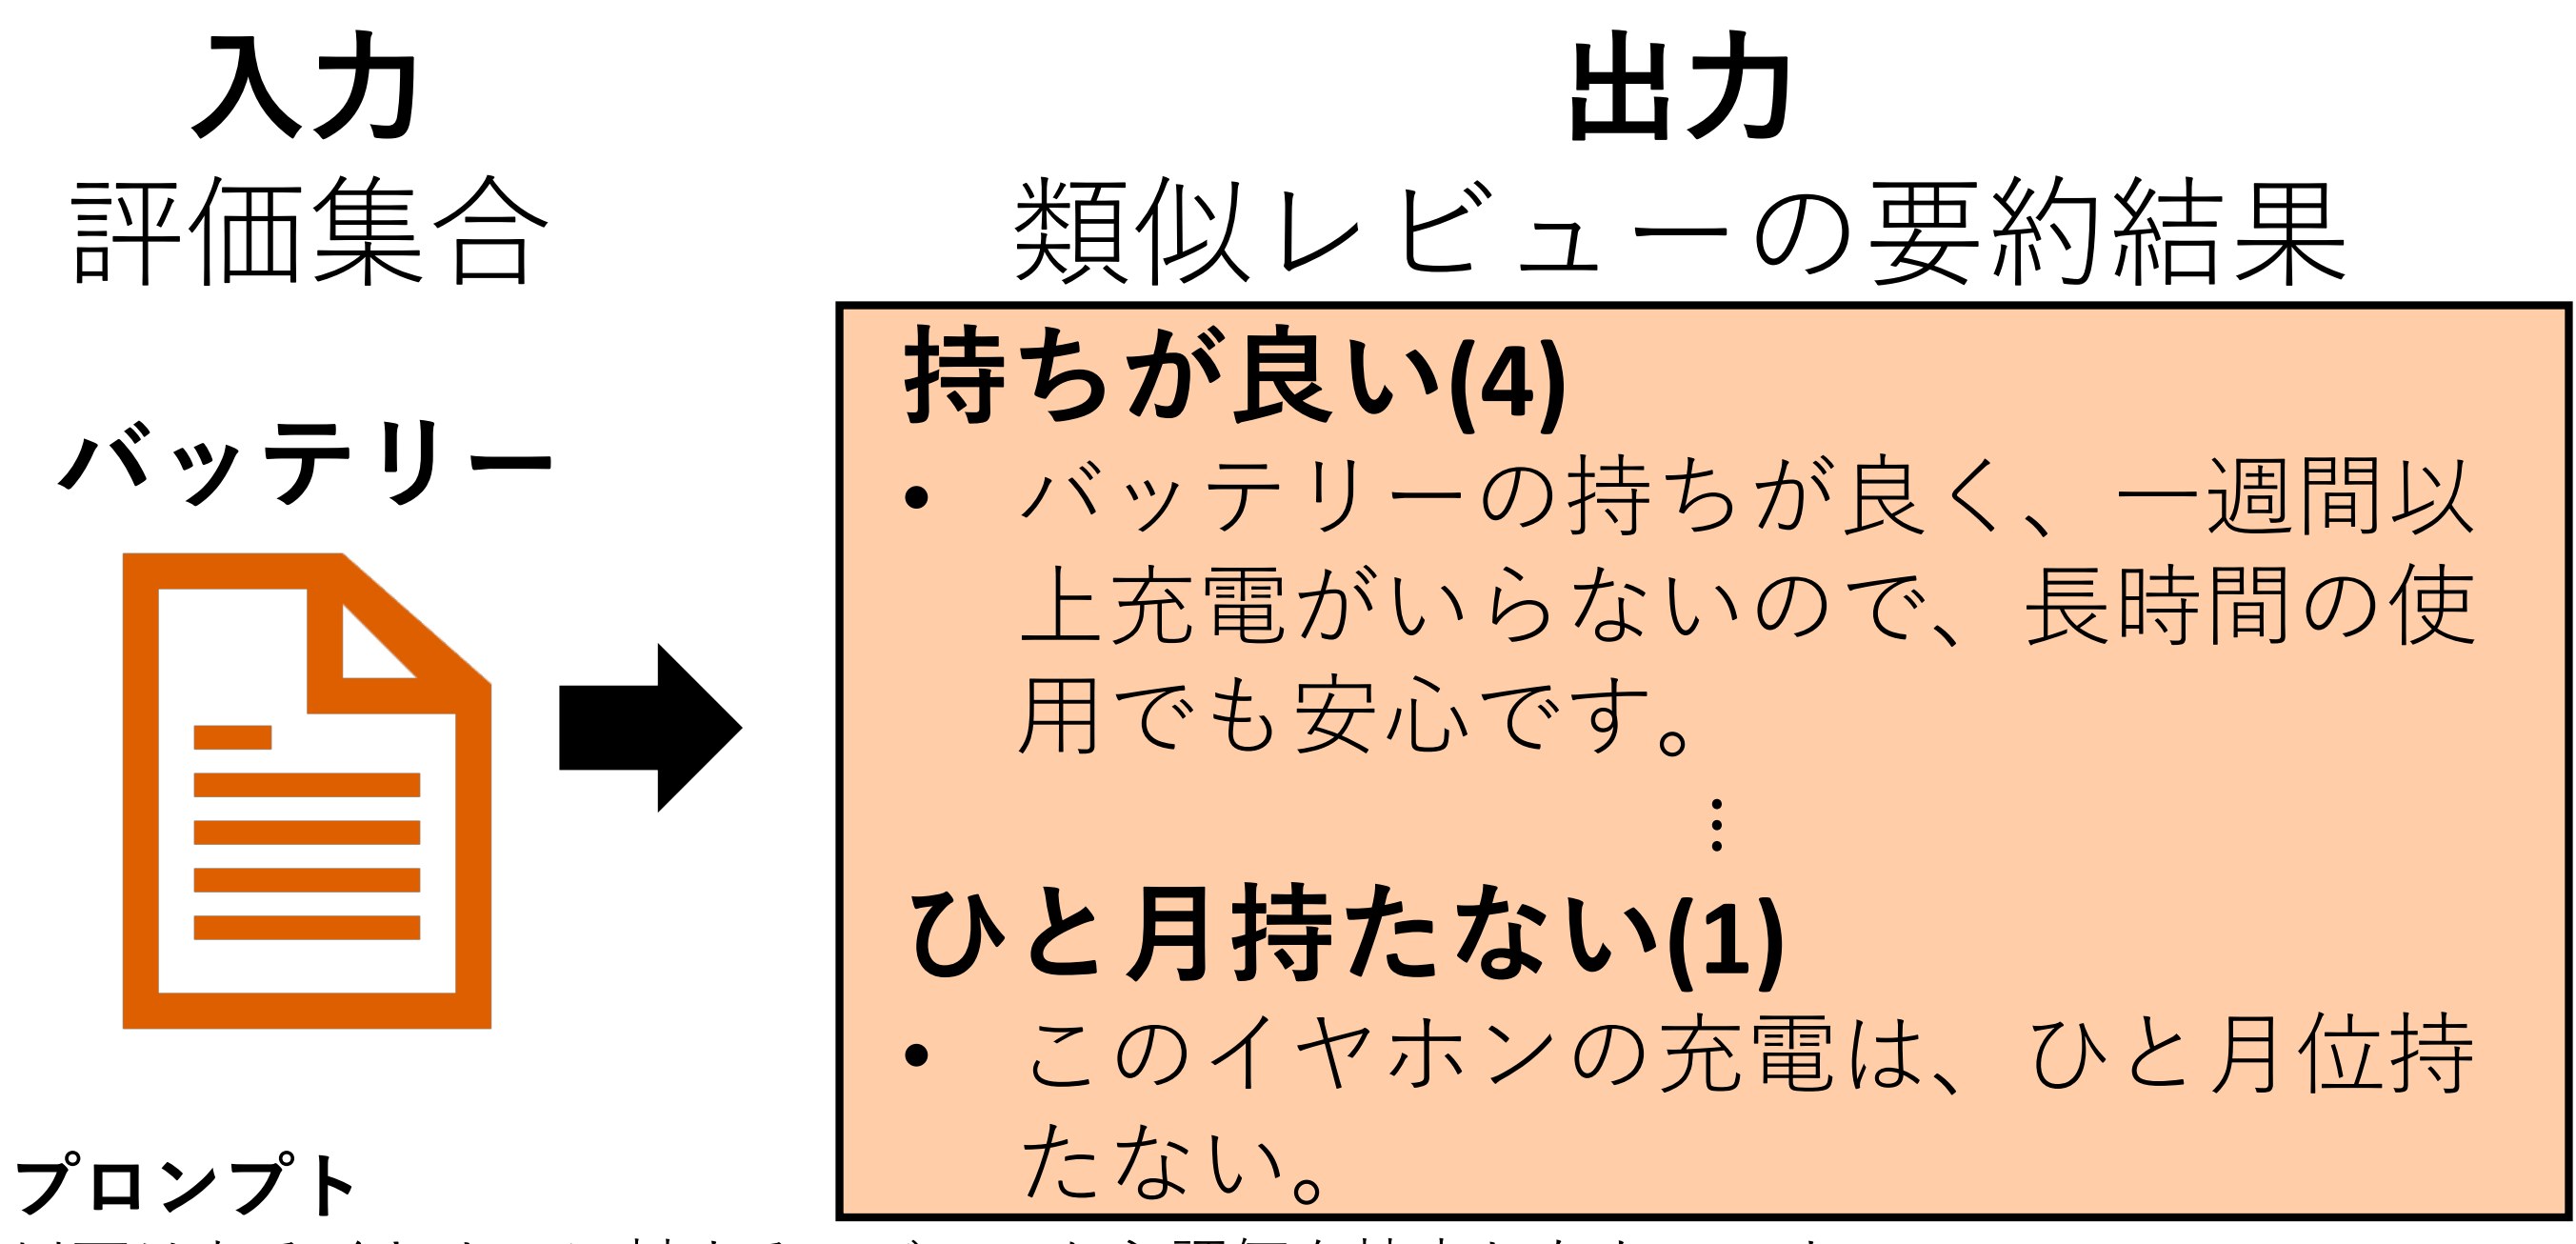 入力
評価集合
バッテリー
プロンプト
出力
類似レビューの要約結果
持ちが良い(4)
• バッテリーの持ちが良く、一週間以
上充電がいらないので、長時間の使
用でも安心です。
⋮
ひと月持たない(1)
• このイヤホンの充電は、ひと月位持
たない。